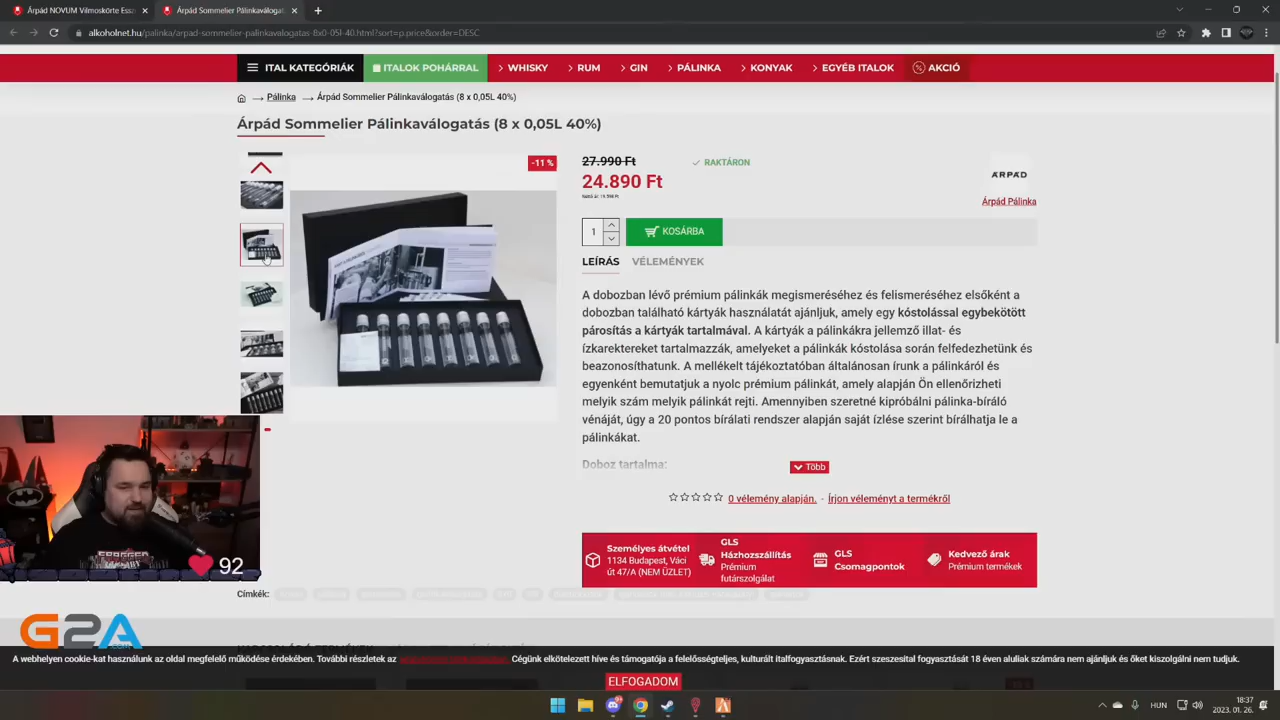 Árpád NOVUM Vilmoskörte Essz
Árpád Sommelier Pálinkaválogat
alkoholnet.hu/palinka/arpad-sommelier-palinkavalogatas-8x0-05l-40.html?sort=p.price&order=DESC
ITAL KATEGÓRIÁK
ITALOK POHÁRRAL
WHISKY
RUM
GIN
PÁLINKA
KONYAK
EGYÉB ITALOK
AKCIÓ
Pálinka
Árpád Sommelier Pálinkaválogatás (8 x 0,05L 40%)
Árpád Sommelier Pálinkaválogatás (8 x 0,05L 40%)
-11 %
27.990 Ft
RAKTÁRON
24.890 Ft
ÁRPÁD
Árpád Pálinka
1
KOSÁRBA
LEÍRÁS
VÉLEMÉNYEK
A dobozban lévő prémium pálinkák megismeréséhez és felismeréséhez elsőként a
dobozban található kártyák használatát ajánljuk, amely egy kóstolással egybekötött
párosítás a kártyák tartalmával. A kártyák a pálinkákra jellemző illat- és
ízkarektereket tartalmazzák, amelyeket a pálinkák kóstolása során felfedezhetünk és
beazonosíthatunk. A mellékelt tájékoztatóban általánosan írunk a pálinkáról és
egyenként bemutatjuk a nyolc prémium pálinkát, amely alapján Ön ellenőrizheti
melyik szám melyik pálinkát rejti. Amennyiben szeretné kipróbálni pálinka-bíráló
vénáját, úgy a 20 pontos bírálati rendszer alapján saját ízlése szerint bírálhatja le a
pálinkákat.
Doboz tartalma:
Több
0 vélemény alapján.
-
Írjon véleményt a termékről
Személyes átvétel
1134 Budapest, Váci
út 47/A (NEM ÜZLET)
GLS
Házhozszállítás
Prémium
futárszolgálat
GLS
Csomagpontok
Kedvező árak
Prémium termékek
92
Címkék:
G2A
.COM
A webhelyen cookie-kat használunk az oldal megfelelő működése érdekében. További részletek az
Cégünk elkötelezett híve és támogatója a felelősségteljes, kulturált italfogyasztásnak. Ezért szeszesital fogyasztását 18 éven aluliak számára nem ajánljuk és őket kiszolgálni nem tudjuk.
ELFOGADOM
HUN
18:37
2023. 01. 26.